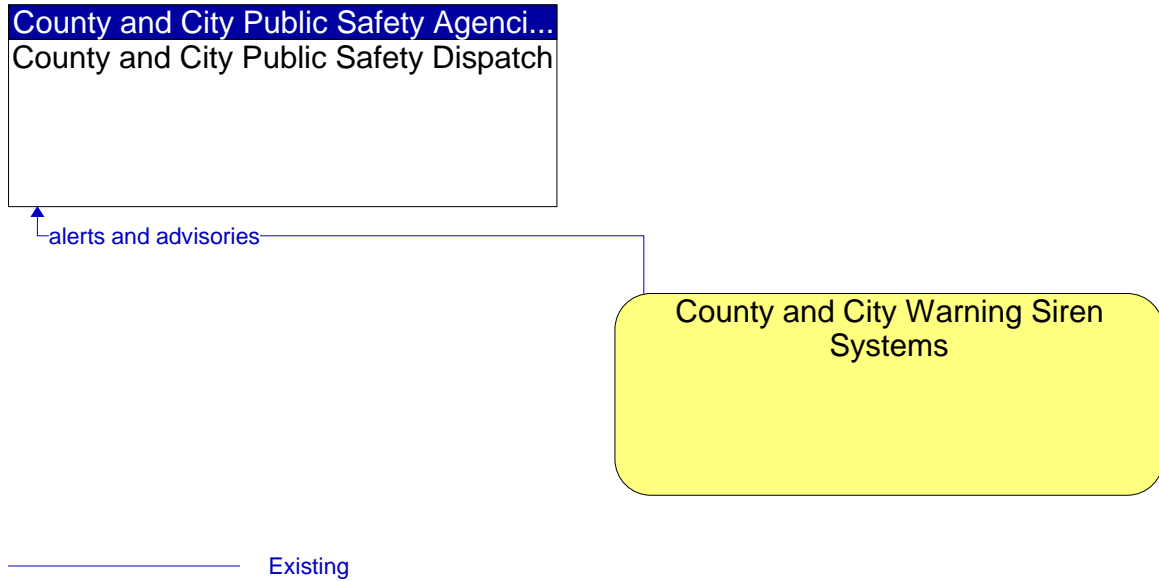 County and City Public Safety Agenci...
County and City Public Safety Dispatch
alerts and advisories
County and City Warning Siren
Systems
Existing